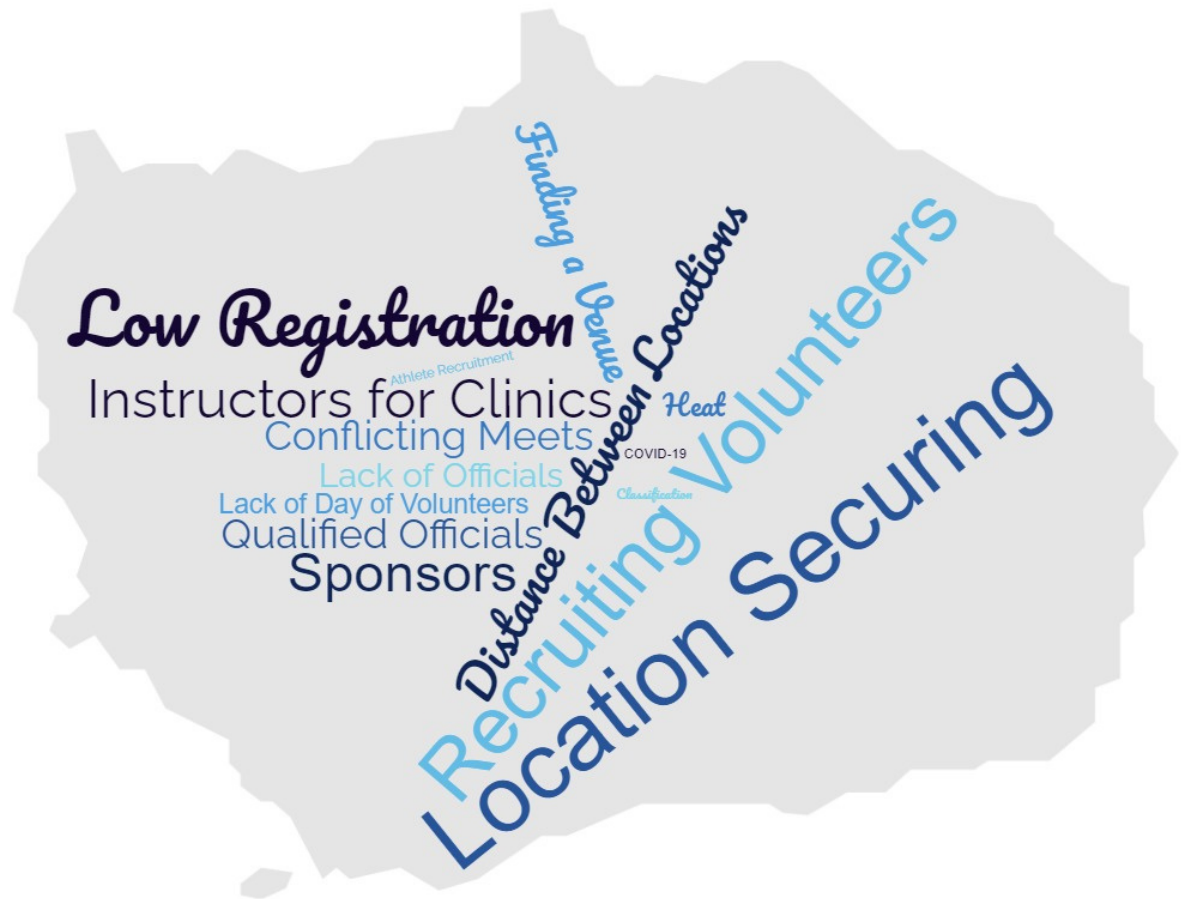 Finding a Venue
Low Registration
Athlete Recruitment
Instructors for Clinics
Heat
Conflicting Meets
COVID-19
Lack of Officials
Classification
Lack of Day of Volunteers
Qualified Officials
Sponsors
Distance Between Locations
Recruiting Volunteers
Location Securing